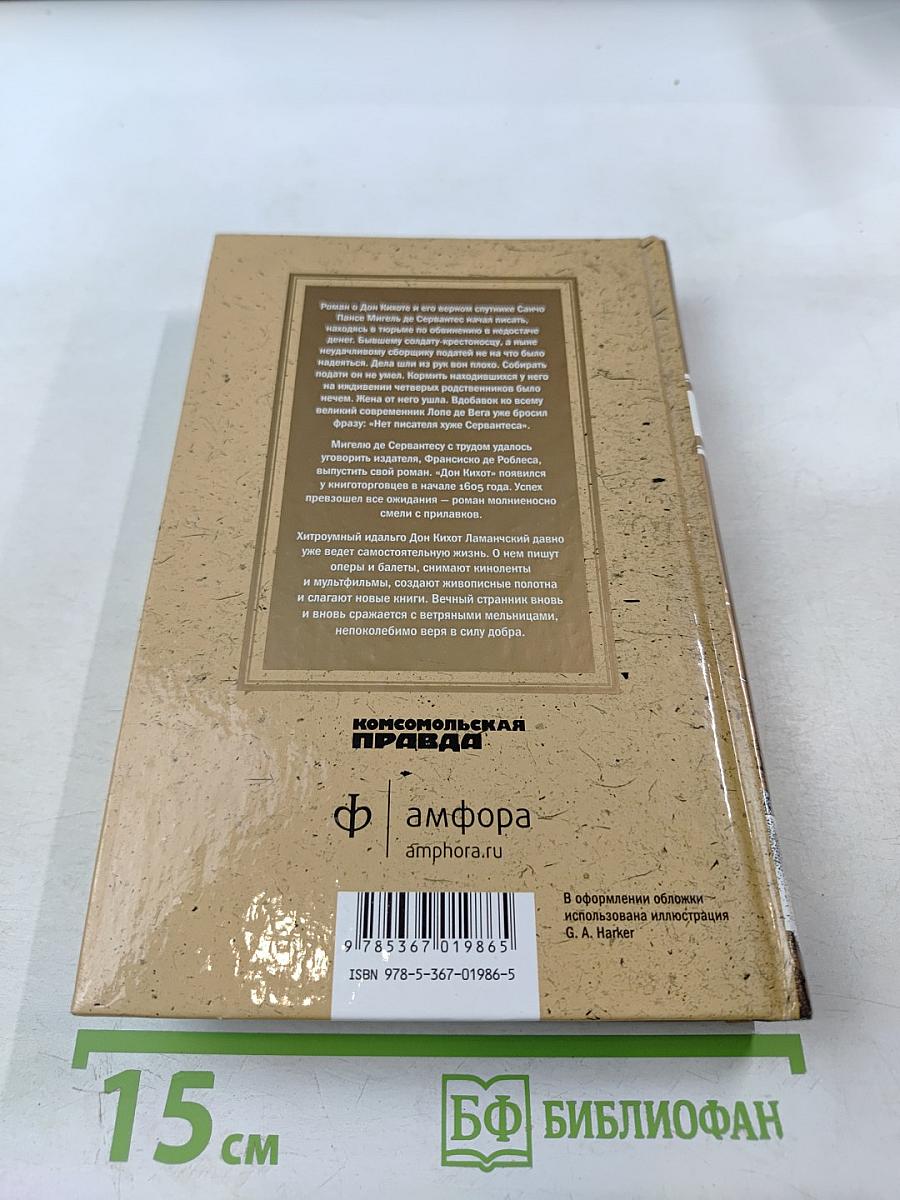 Роман о Дон Кихоте и его верном спутнике Санчо
Пансе Мигель де Сервантес начал писать,
находясь в тюрьме по обвинению в недостаче
денег. Бывшему солдату-крестоносцу, а ныне
неудачливому сборщику податей не на что было
надеяться. Дела шли из рук вон плохо. Собирать
подати он не умел. Кормить находившихся у него
на иждивении четверых родственников было
нечем. Жена от него ушла. Вдобавок ко всему
великий современник Лопе де Вега уже бросил
фразу: «Нет писателя хуже Сервантеса».
Мигелю де Сервантесу с трудом удалось
уговорить издателя, Франсиско де Роблеса,
выпустить свой роман. «Дон Кихот» появился
у книготорговцев в начале 1605 года. Успех
превзошел все ожидания — роман молниеносно
смели с прилавков.
Хитроумный идальго Дон Кихот Ламанчский давно
уже ведет самостоятельную жизнь. О нем пишут
оперы и балеты, снимают киноленты
и мультфильмы, создают живописные полотна
и слагают новые книги. Вечный странник вновь
и вновь сражается с ветряными мельницами,
непоколебимо веря в силу добра.
КОМСОМОЛЬСКАЯ
ПРАВДА
амфора
amphora.ru
В оформлении обложки
использована иллюстрация
G. A. Harker
9 785367 019865
ISBN 978-5-367-01986-5
15 см
БФ БИБЛИОФАН